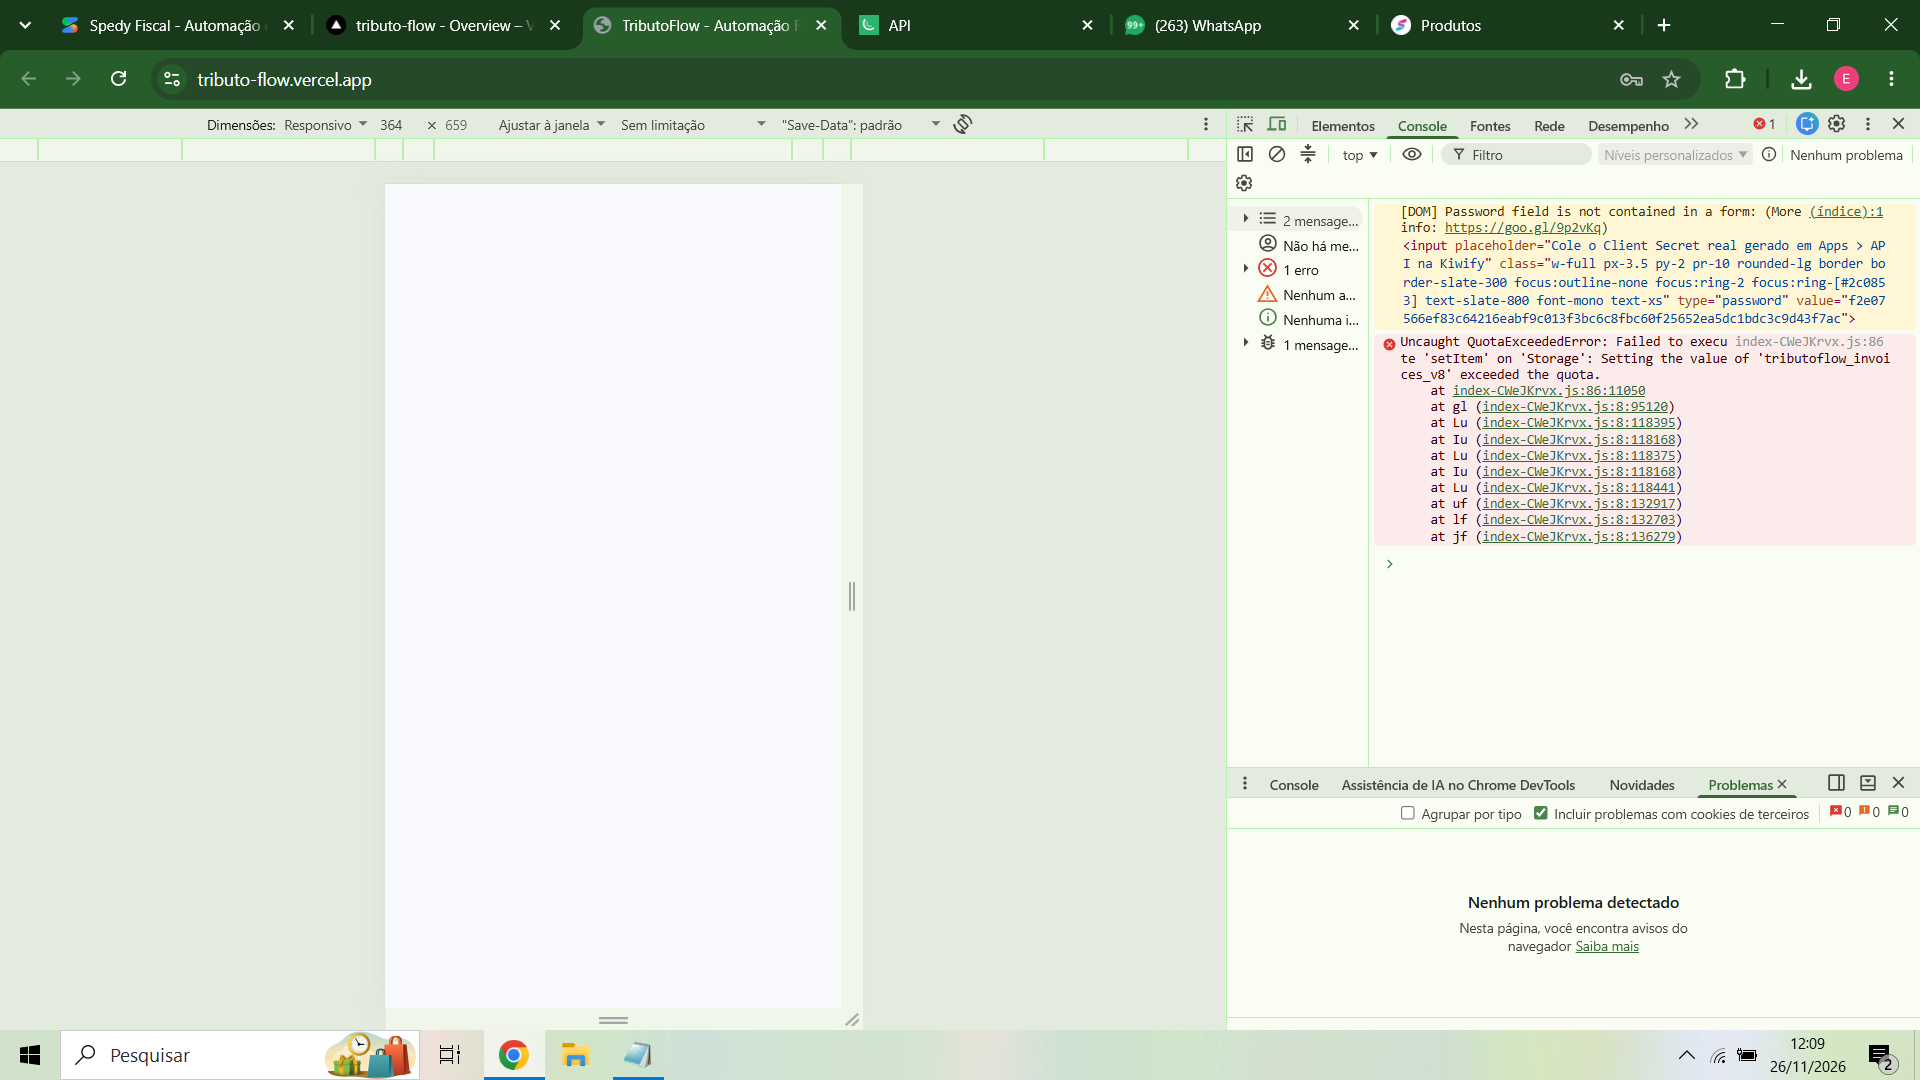 Spedy Fiscal - Automação
tributo-flow - Overview – V
TributoFlow - Automação F
API
(263) WhatsApp
Produtos
tributo-flow.vercel.app
E
Dimensões: Responsivo 364 × 659 Ajustar à janela Sem limitação "Save-Data": padrão
Elementos Console Fontes Rede Desempenho 1
top Filtro Níveis personalizados Nenhum problema
2 mensage...
Não há me...
1 erro
Nenhum a...
Nenhuma i...
1 mensage...
[DOM] Password field is not contained in a form: (More (índice):1
info: https://goo.gl/9p2vKq)
<input placeholder="Cole o Client Secret real gerado em Apps > AP
I na Kiwify" class="w-full px-3.5 py-2 pr-10 rounded-lg border bo
rder-slate-300 focus:outline-none focus:ring-2 focus:ring-[#2c085
3] text-slate-800 font-mono text-xs" type="password" value="f2e07
566ef83c64216eabf9c013f3bc6c8fbc60f25652ea5dc1bdc3c9d43f7ac">
Uncaught QuotaExceededError: Failed to execu index-CWeJKrvx.js:86
te 'setItem' on 'Storage': Setting the value of 'tributoflow_invoi
ces_v8' exceeded the quota.
at index-CWeJKrvx.js:86:11050
at gl (index-CWeJKrvx.js:8:95120)
at Lu (index-CWeJKrvx.js:8:118395)
at Iu (index-CWeJKrvx.js:8:118168)
at Lu (index-CWeJKrvx.js:8:118375)
at Iu (index-CWeJKrvx.js:8:118168)
at Lu (index-CWeJKrvx.js:8:118441)
at uf (index-CWeJKrvx.js:8:132917)
at lf (index-CWeJKrvx.js:8:132703)
at jf (index-CWeJKrvx.js:8:136279)
Console Assistência de IA no Chrome DevTools Novidades Problemas
Agrupar por tipo Incluir problemas com cookies de terceiros 0 0 0
Nenhum problema detectado
Nesta página, você encontra avisos do
navegador Saiba mais
Pesquisar
12:09
26/11/2026
2